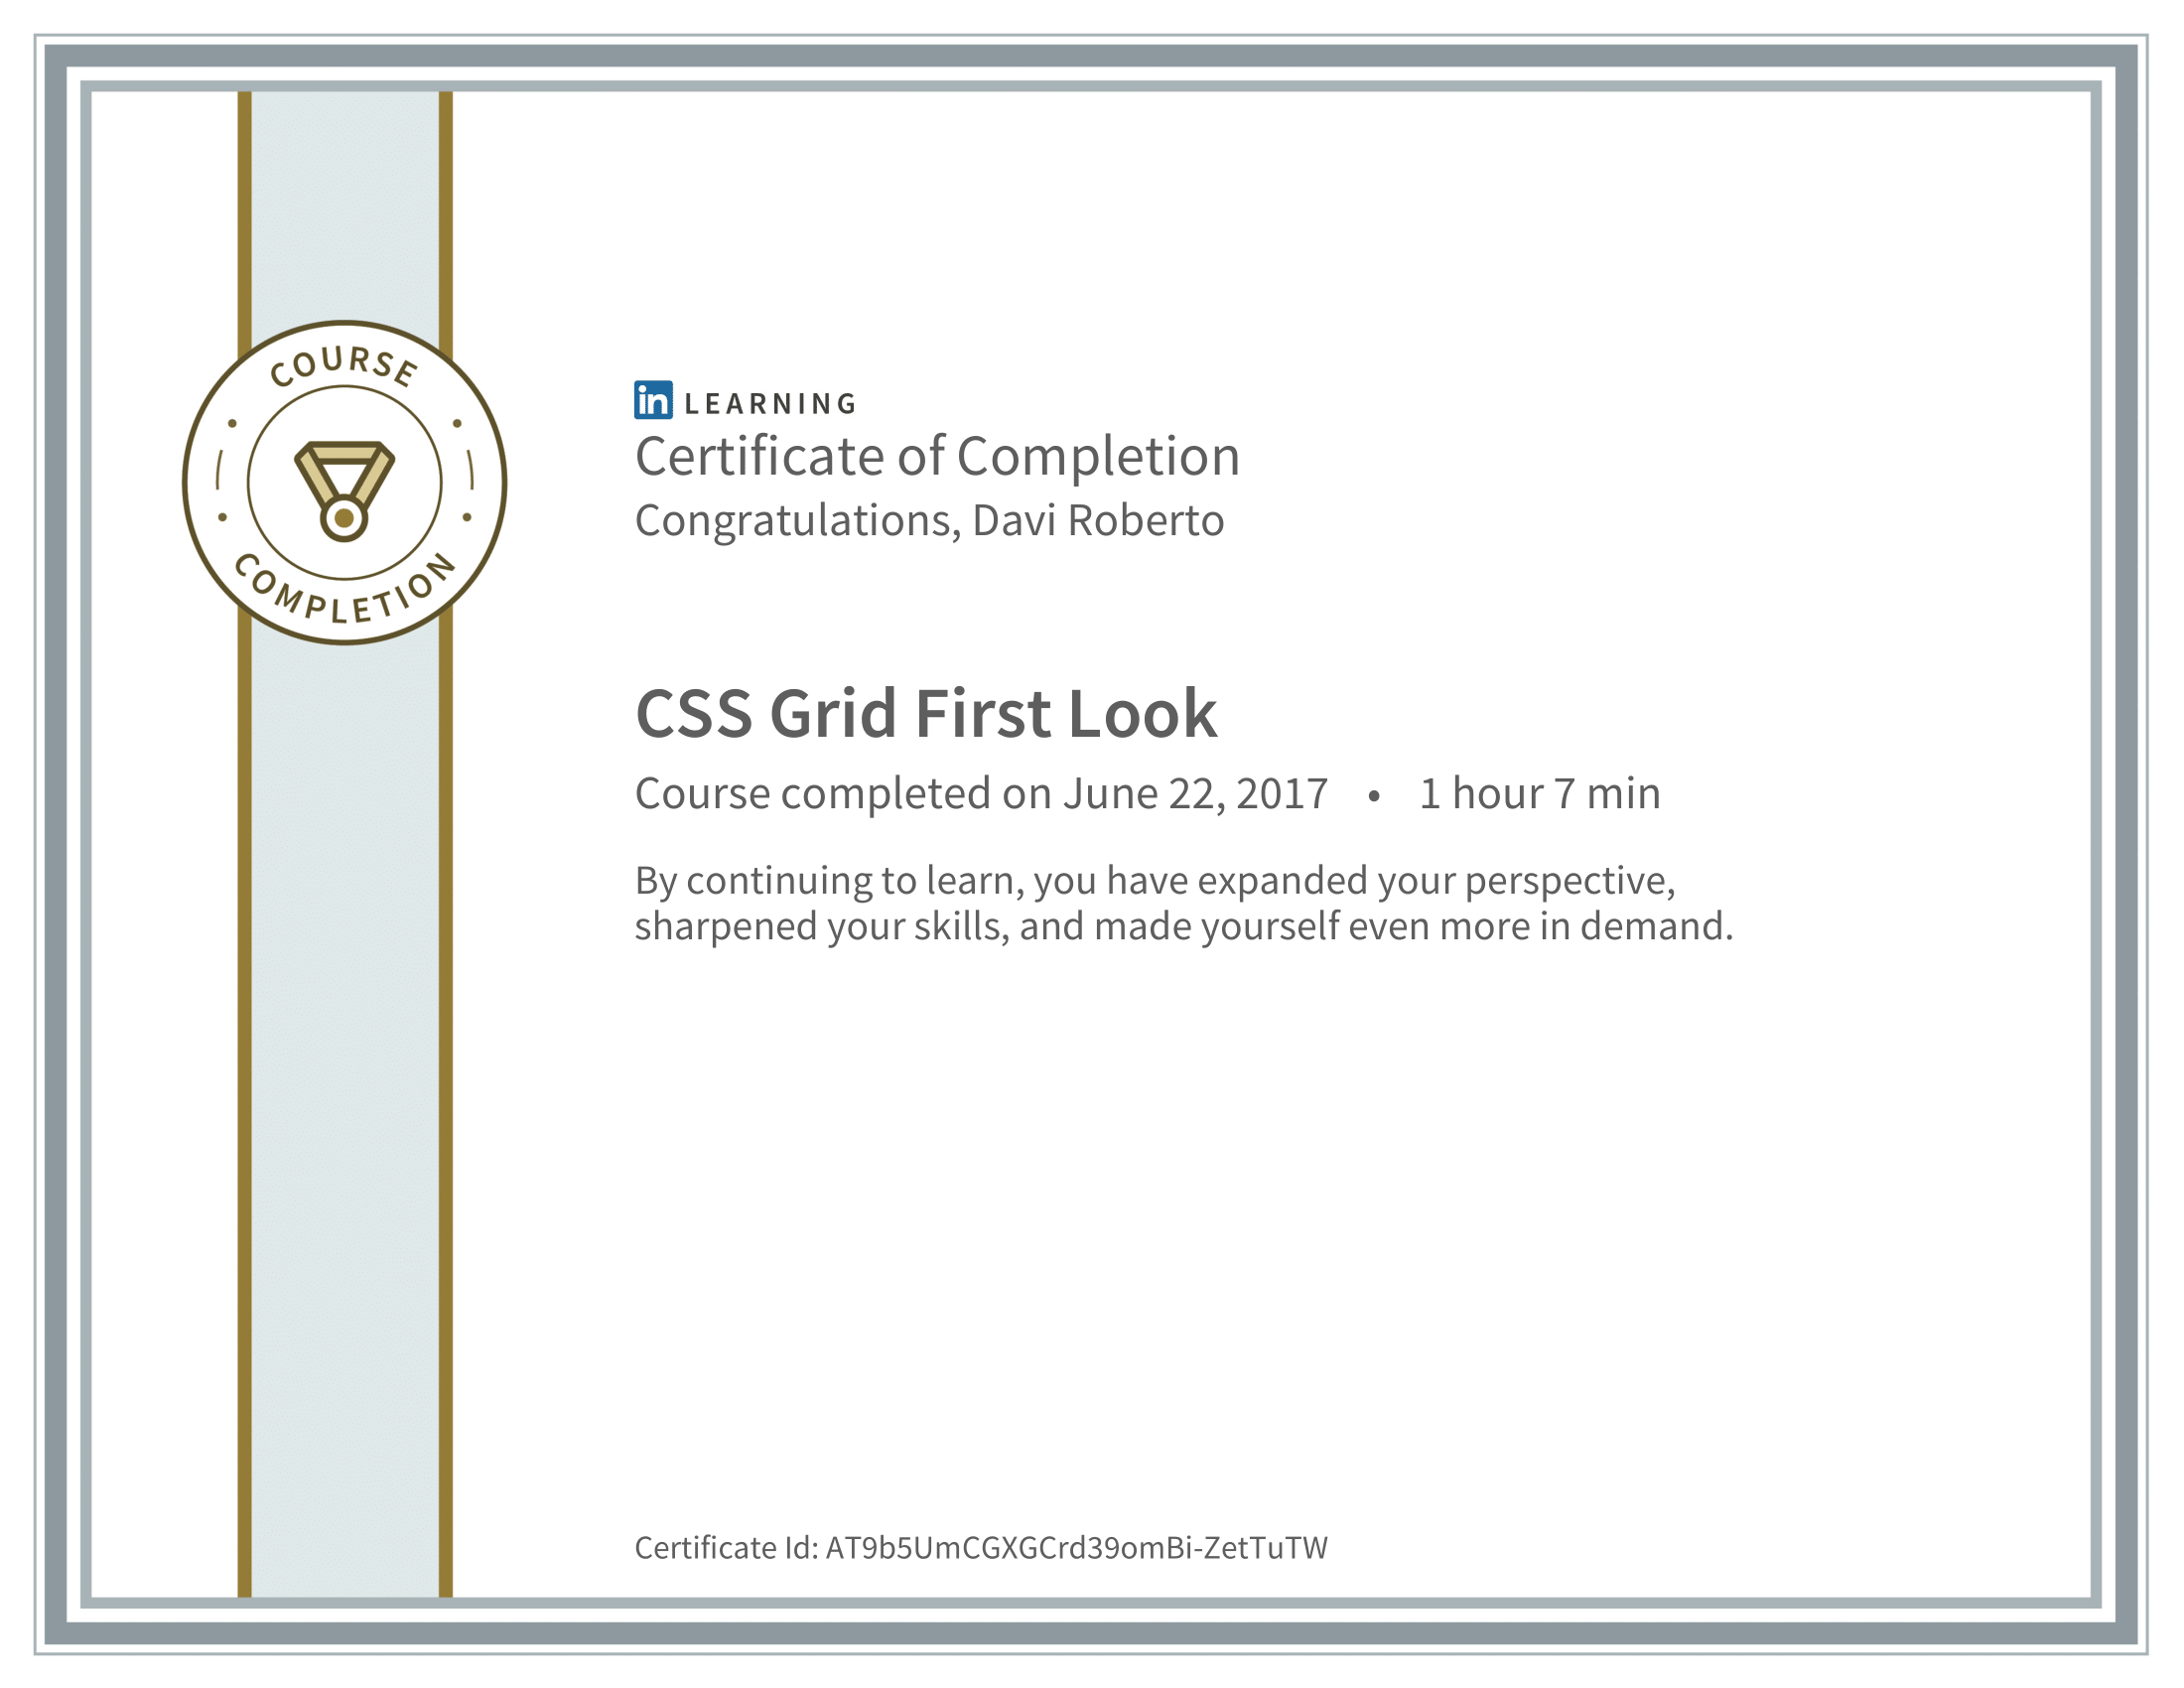 COURSE
COMPLETION
in LEARNING
Certificate of Completion
Congratulations, Davi Roberto
CSS Grid First Look
Course completed on June 22, 2017 • 1 hour 7 min
By continuing to learn, you have expanded your perspective,
sharpened your skills, and made yourself even more in demand.
Certificate Id: AT9b5UmCGXGCrd39omBi-ZetTuTW